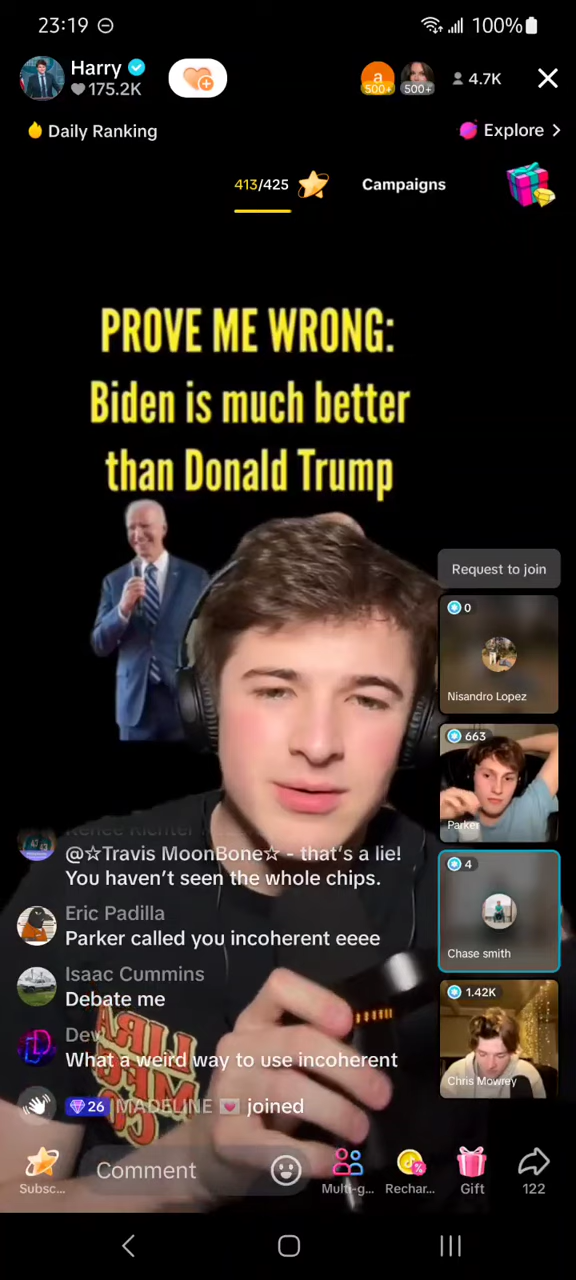 23:19
100%
Harry
175.2K
500+
500+
4.7K
Daily Ranking
Explore
413/425
Campaigns
PROVE ME WRONG:
Biden is much better
than Donald Trump
Request to join
0
Nisandro Lopez
663
Parker
@☆Travis MoonBone☆ - that's a lie!
You haven't seen the whole chips.
4
Chase smith
Eric Padilla
Parker called you incoherent eeee
Isaac Cummins
Debate me
1.42K
Chris Mowrey
Dev
What a weird way to use incoherent
26 MADELINE 💌 joined
Subsc...
Comment
Multi-g...
Rechar...
Gift
122